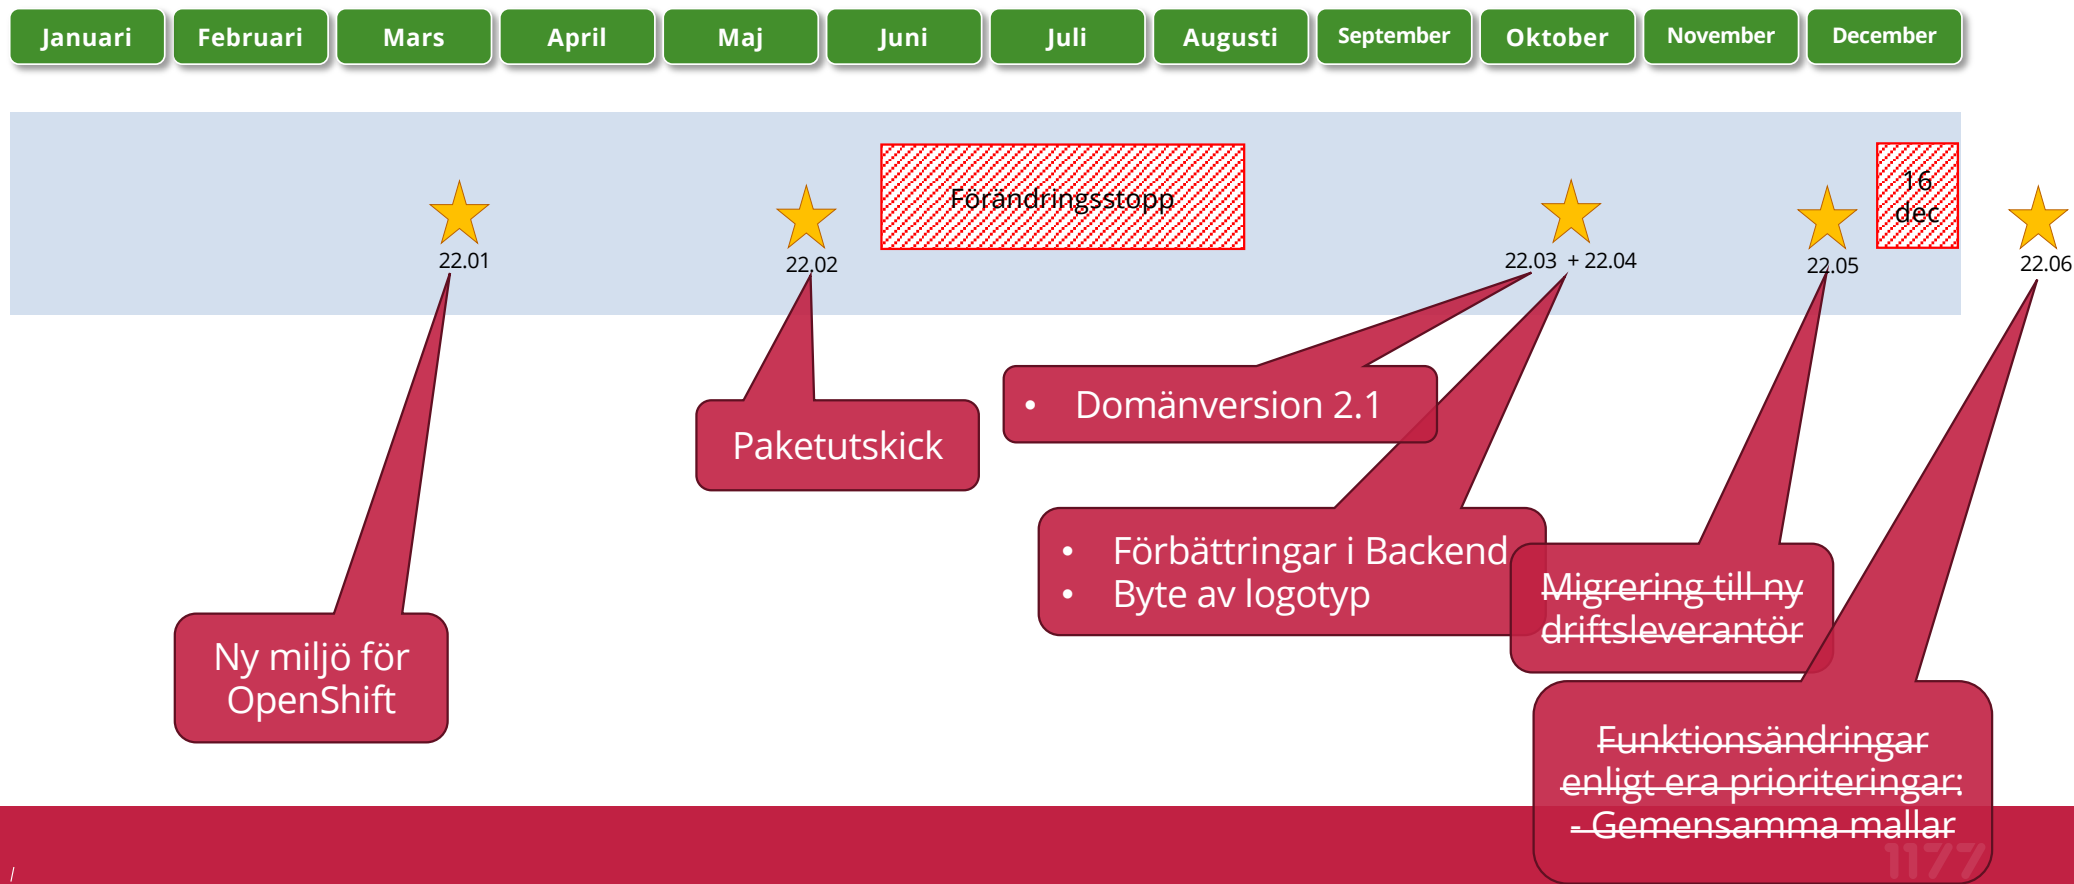 Januari
Februari
Mars
April
Maj
Juni
Juli
Augusti
September
Oktober
November
December
Förändringsstopp
16
dec
22.01
22.02
22.03 + 22.04
22.05
22.06
• Domänversion 2.1
Paketutskick
• Förbättringar i Backend
• Byte av logotyp
Migrering till ny
driftsleverantör
Ny miljö för
OpenShift
Funktionsändringar
enligt era prioriteringar:
- Gemensamma mallar
1177
/